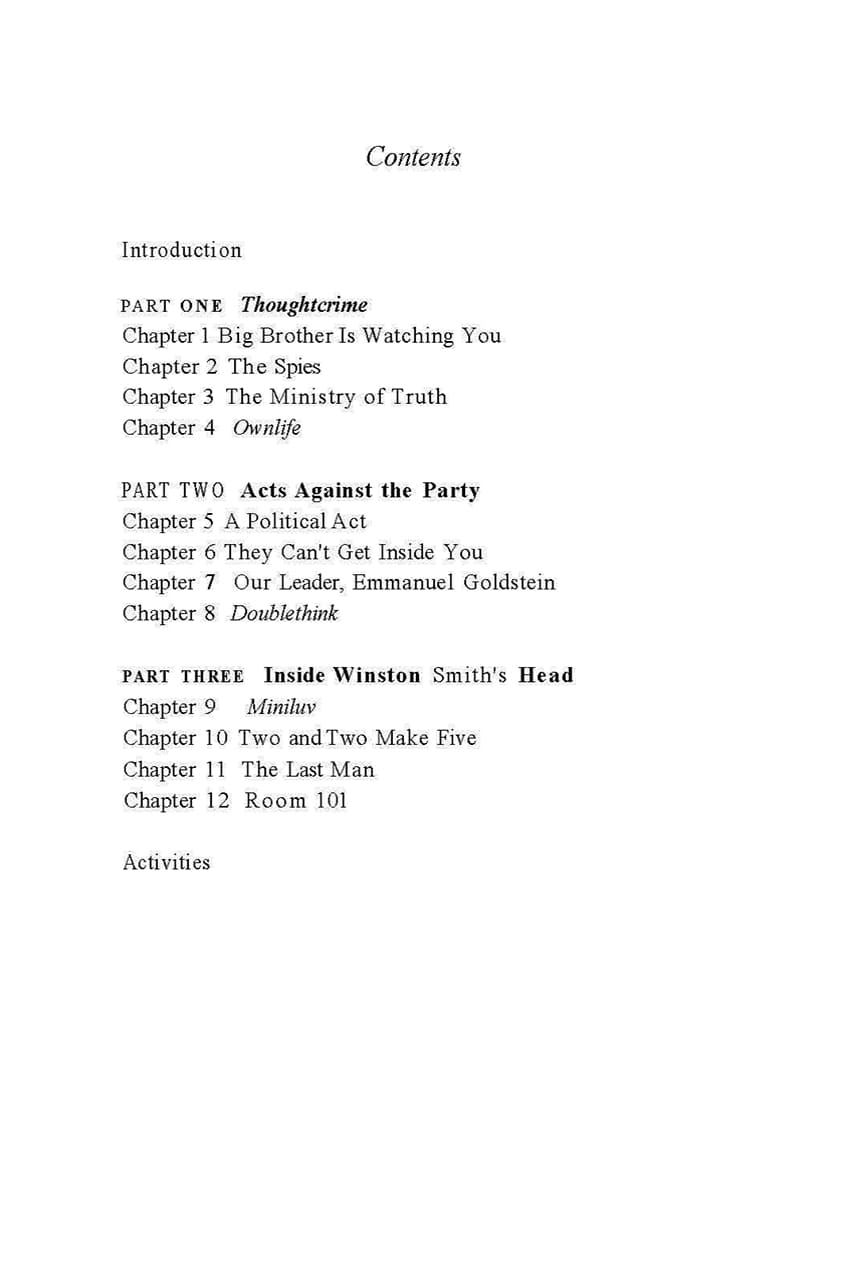 Contents
Introduction
PART ONE Thoughtcrime
Chapter 1 Big Brother Is Watching You
Chapter 2 The Spies
Chapter 3 The Ministry of Truth
Chapter 4 Ownlife
PART TWO Acts Against the Party
Chapter 5 A Political Act
Chapter 6 They Can't Get Inside You
Chapter 7 Our Leader, Emmanuel Goldstein
Chapter 8 Doublethink
PART THREE Inside Winston Smith's Head
Chapter 9 Miniluv
Chapter 10 Two and Two Make Five
Chapter 11 The Last Man
Chapter 12 Room 101
Activities